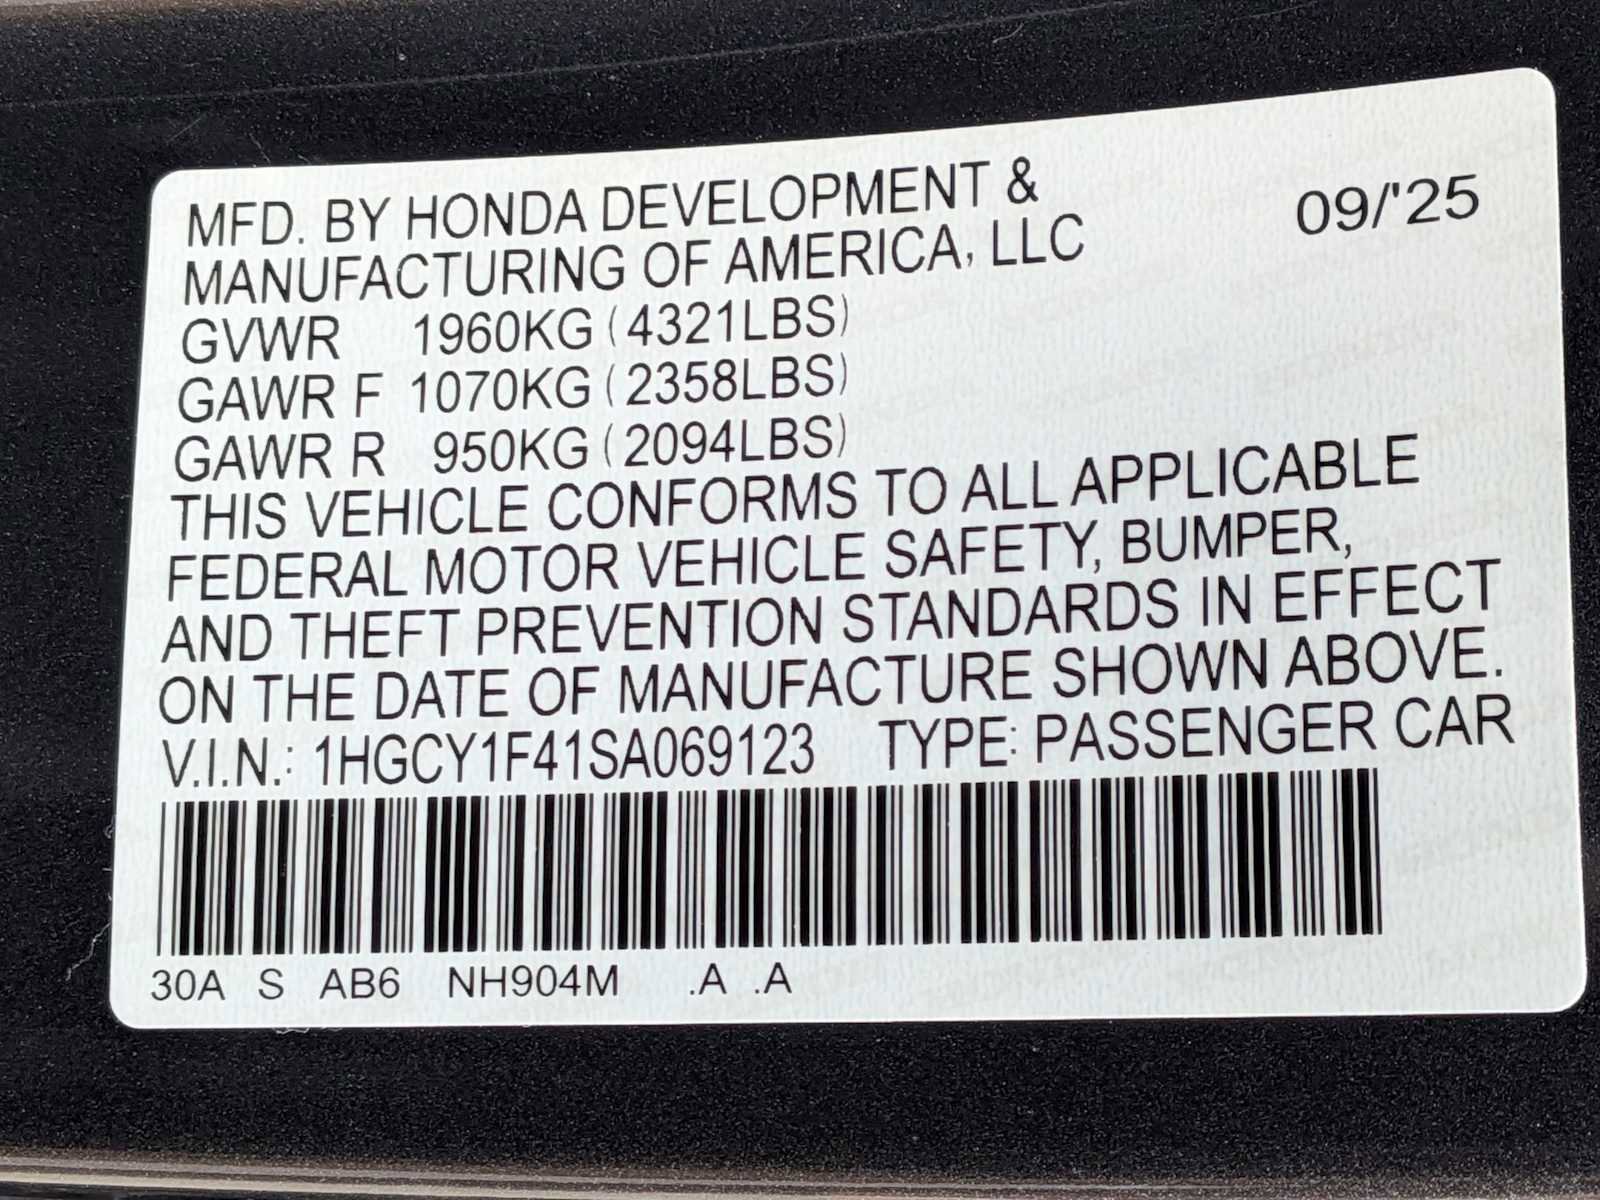 MFD. BY HONDA DEVELOPMENT & 09/'25
MANUFACTURING OF AMERICA, LLC
GVWR 1960KG (4321LBS)
GAWR F 1070KG (2358LBS)
GAWR R 950KG (2094LBS)
THIS VEHICLE CONFORMS TO ALL APPLICABLE
FEDERAL MOTOR VEHICLE SAFETY, BUMPER,
AND THEFT PREVENTION STANDARDS IN EFFECT
ON THE DATE OF MANUFACTURE SHOWN ABOVE.
V.I.N.: 1HGCY1F41SA069123 TYPE: PASSENGER CAR
30A S AB6 NH904M .A .A